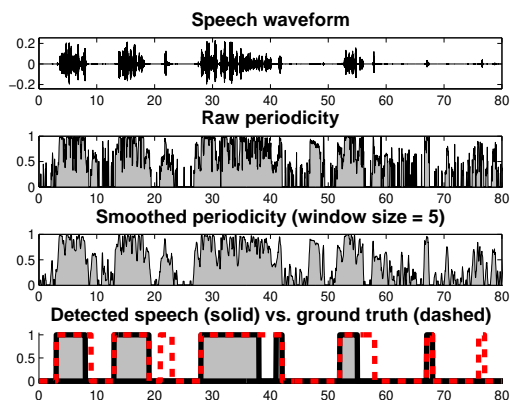 Speech waveform
0.2
0
−0.2
0 10 20 30 40 50 60 70 80
Raw periodicity
1
0.5
0
0 10 20 30 40 50 60 70 80
Smoothed periodicity (window size = 5)
1
0.5
0
0 10 20 30 40 50 60 70 80
Detected speech (solid) vs. ground truth (dashed)
1
0.5
0
0 10 20 30 40 50 60 70 80